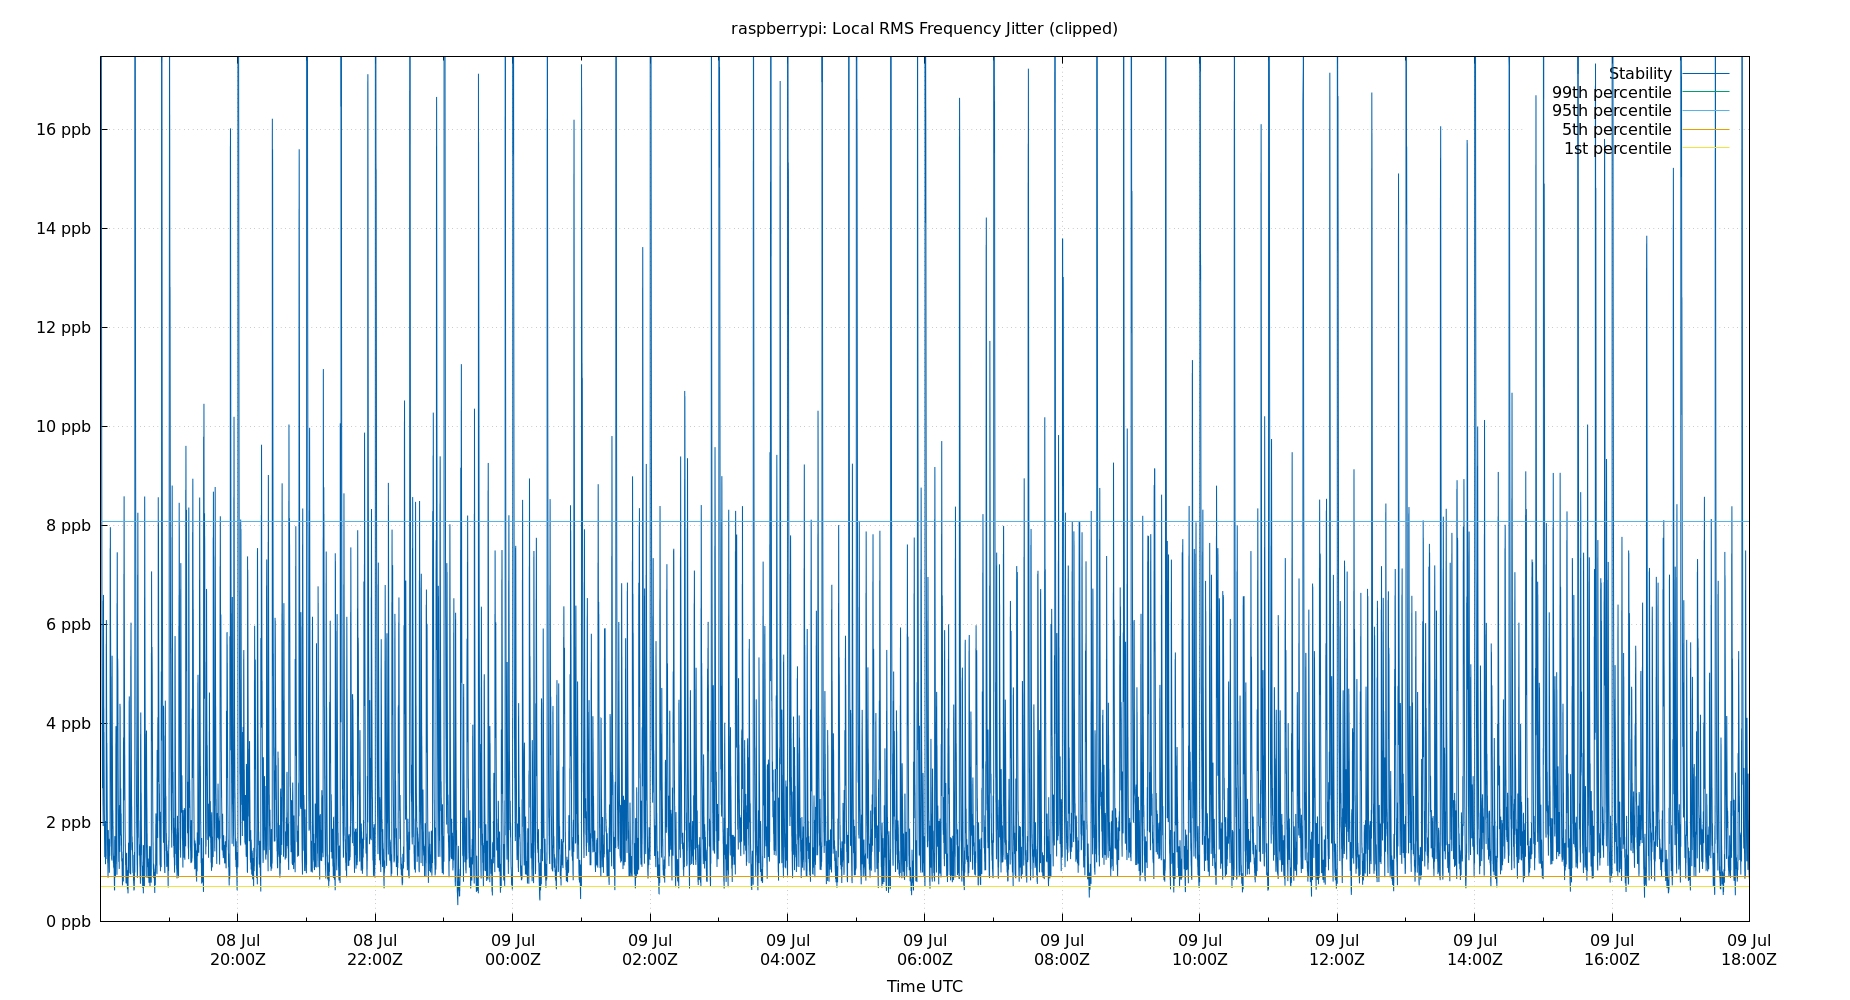 raspberrypi: Local RMS Frequency Jitter (clipped)
Stability
99th percentile
95th percentile
5th percentile
1st percentile
16 ppb
14 ppb
12 ppb
10 ppb
8 ppb
6 ppb
4 ppb
2 ppb
0 ppb
08 Jul 08 Jul 09 Jul 09 Jul 09 Jul 09 Jul 09 Jul 09 Jul 09 Jul 09 Jul 09 Jul 09 Jul
20:00Z 22:00Z 00:00Z 02:00Z 04:00Z 06:00Z 08:00Z 10:00Z 12:00Z 14:00Z 16:00Z 18:00Z
Time UTC